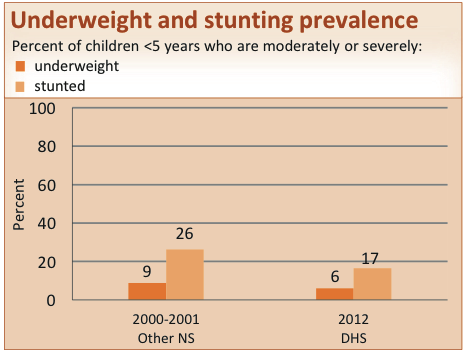 Underweight and stunting prevalence
Percent of children <5 years who are moderately or severely:
underweight
stunted
100
80
60
40
20
0
Percent
9
26
6
17
2000-2001
Other NS
2012
DHS